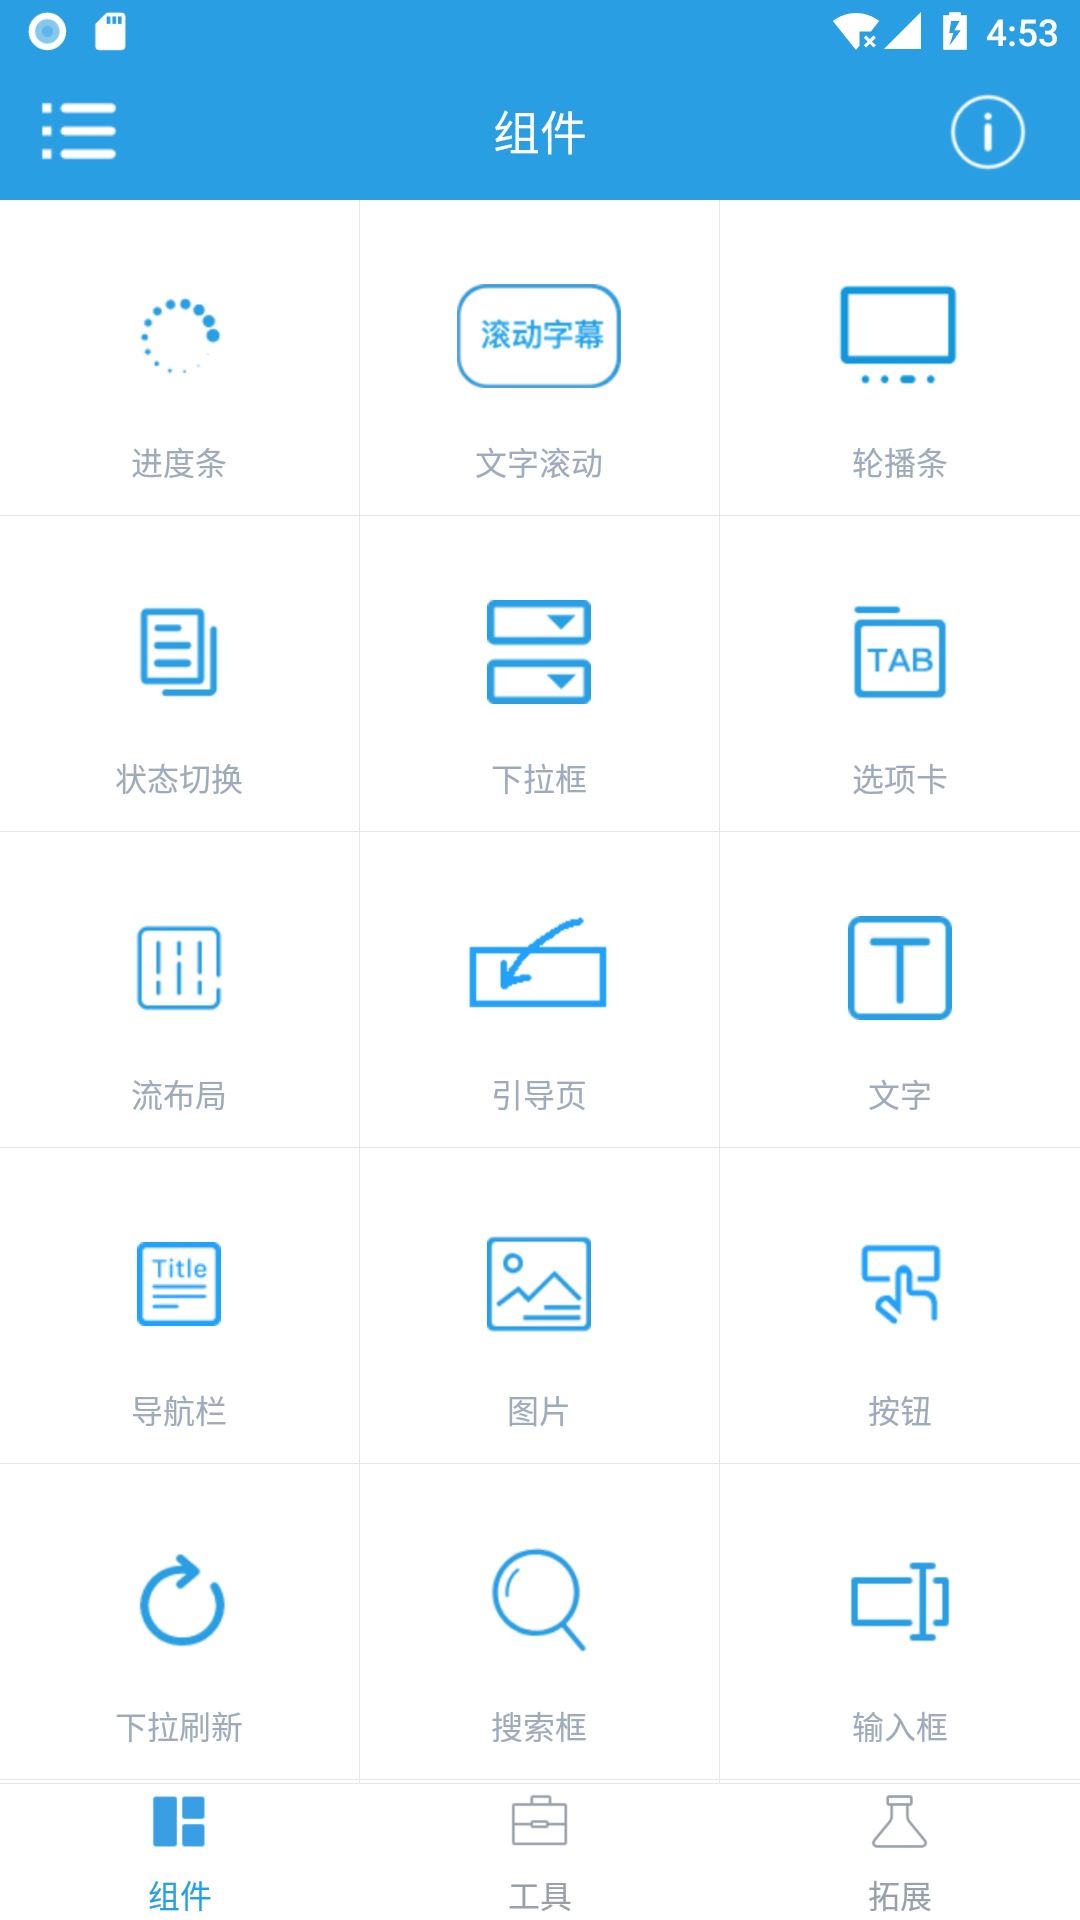 4:53
组件
滚动字幕
进度条
文字滚动
轮播条
TAB
状态切换
下拉框
选项卡
T
流布局
引导页
文字
Title
导航栏
图片
按钮
下拉刷新
搜索框
输入框
组件
工具
拓展